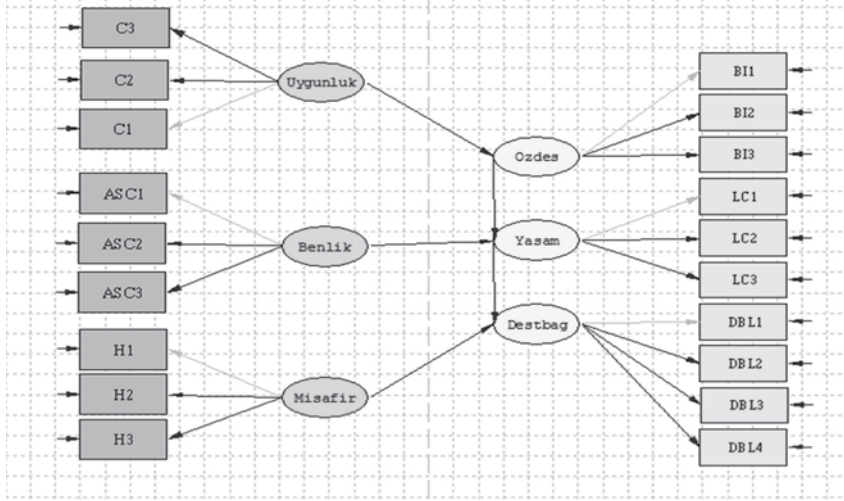 C3
C2
C1
Uygunluk
ASC1
ASC2
ASC3
Benlik
H1
H2
H3
Misafir
Ozdes
Yasam
Destbag
BI1
BI2
BI3
LC1
LC2
LC3
DBL1
DBL2
DBL3
DBL4